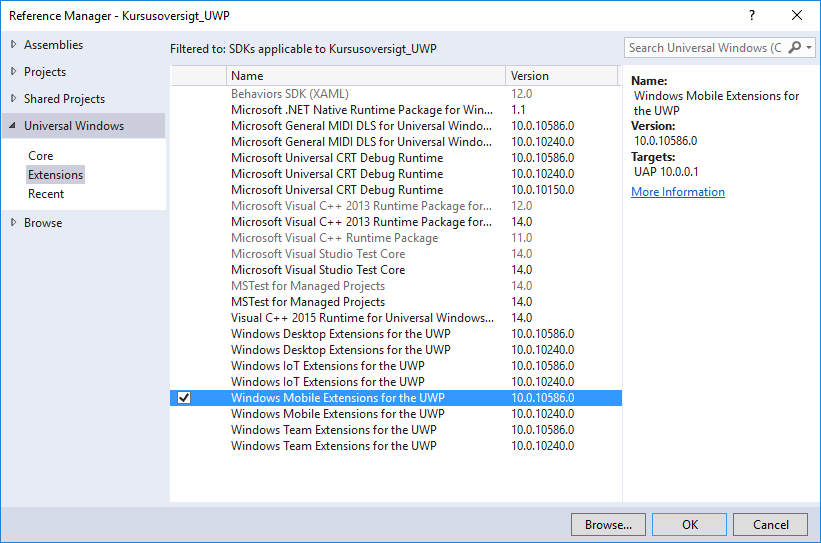 Reference Manager - Kursusoversigt_UWP
?
Assemblies
Projects
Shared Projects
Universal Windows
Core
Extensions
Recent
Browse
Filtered to: SDKs applicable to Kursusoversigt_UWP
Search Universal Windows (C
Name Version
Behaviors SDK (XAML) 12.0
Microsoft .NET Native Runtime Package for Win... 1.1
Microsoft General MIDI DLS for Universal Windo... 10.0.10586.0
Microsoft General MIDI DLS for Universal Windo... 10.0.10240.0
Microsoft Universal CRT Debug Runtime 10.0.10586.0
Microsoft Universal CRT Debug Runtime 10.0.10240.0
Microsoft Universal CRT Debug Runtime 10.0.10150.0
Microsoft Visual C++ 2013 Runtime Package for... 12.0
Microsoft Visual C++ 2013 Runtime Package for... 14.0
Microsoft Visual C++ Runtime Package 11.0
Microsoft Visual Studio Test Core 14.0
Microsoft Visual Studio Test Core 14.0
MSTest for Managed Projects 14.0
MSTest for Managed Projects 14.0
Visual C++ 2015 Runtime for Universal Windows... 14.0
Windows Desktop Extensions for the UWP 10.0.10586.0
Windows Desktop Extensions for the UWP 10.0.10240.0
Windows IoT Extensions for the UWP 10.0.10586.0
Windows IoT Extensions for the UWP 10.0.10240.0
Windows Mobile Extensions for the UWP 10.0.10586.0
Windows Mobile Extensions for the UWP 10.0.10240.0
Windows Team Extensions for the UWP 10.0.10586.0
Windows Team Extensions for the UWP 10.0.10240.0
Name:
Windows Mobile Extensions for
the UWP
Version:
10.0.10586.0
Targets:
UAP 10.0.0.1
More Information
Browse...
OK
Cancel